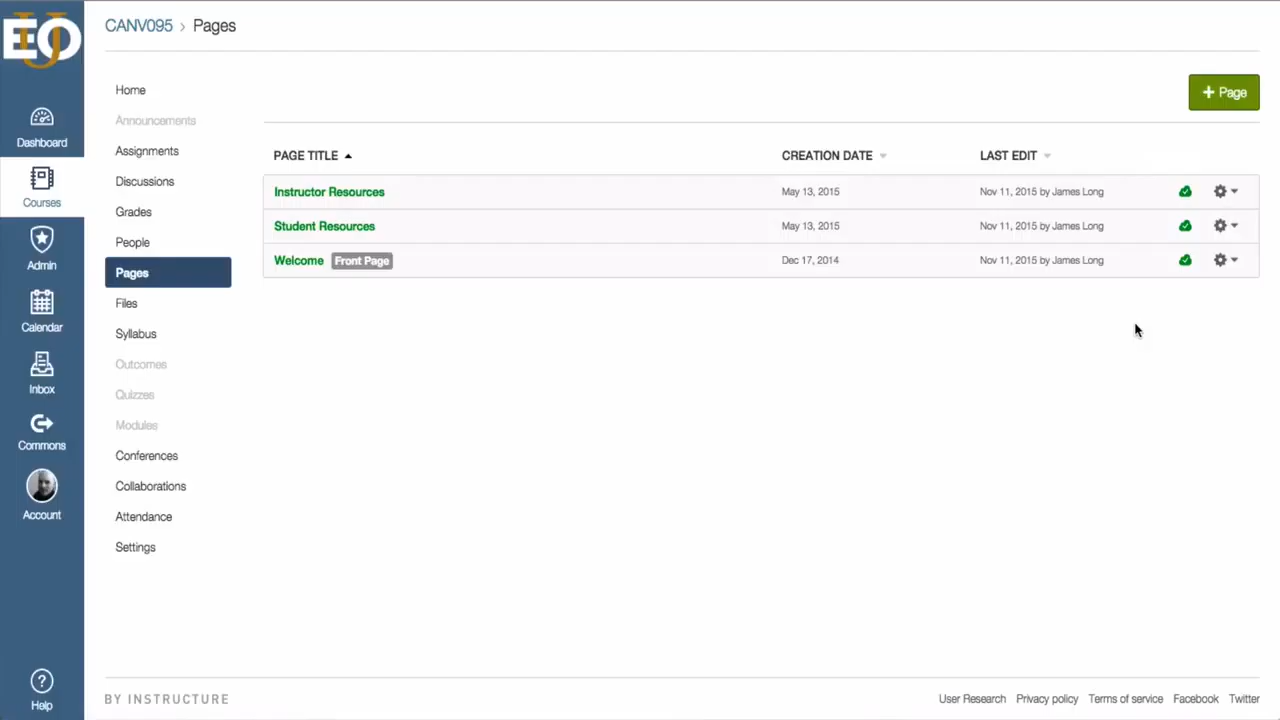 EO
U
CANV095 > Pages
Dashboard
Courses
Admin
Calendar
Inbox
Commons
Account
Help
Home
Announcements
Assignments
Discussions
Grades
People
Pages
Files
Syllabus
Outcomes
Quizzes
Modules
Conferences
Collaborations
Attendance
Settings
+ Page
PAGE TITLE CREATION DATE LAST EDIT
Instructor Resources May 13, 2015 Nov 11, 2015 by James Long
Student Resources May 13, 2015 Nov 11, 2015 by James Long
Welcome Front Page Dec 17, 2014 Nov 11, 2015 by James Long
BY INSTRUCTURE User Research Privacy policy Terms of service Facebook Twitter